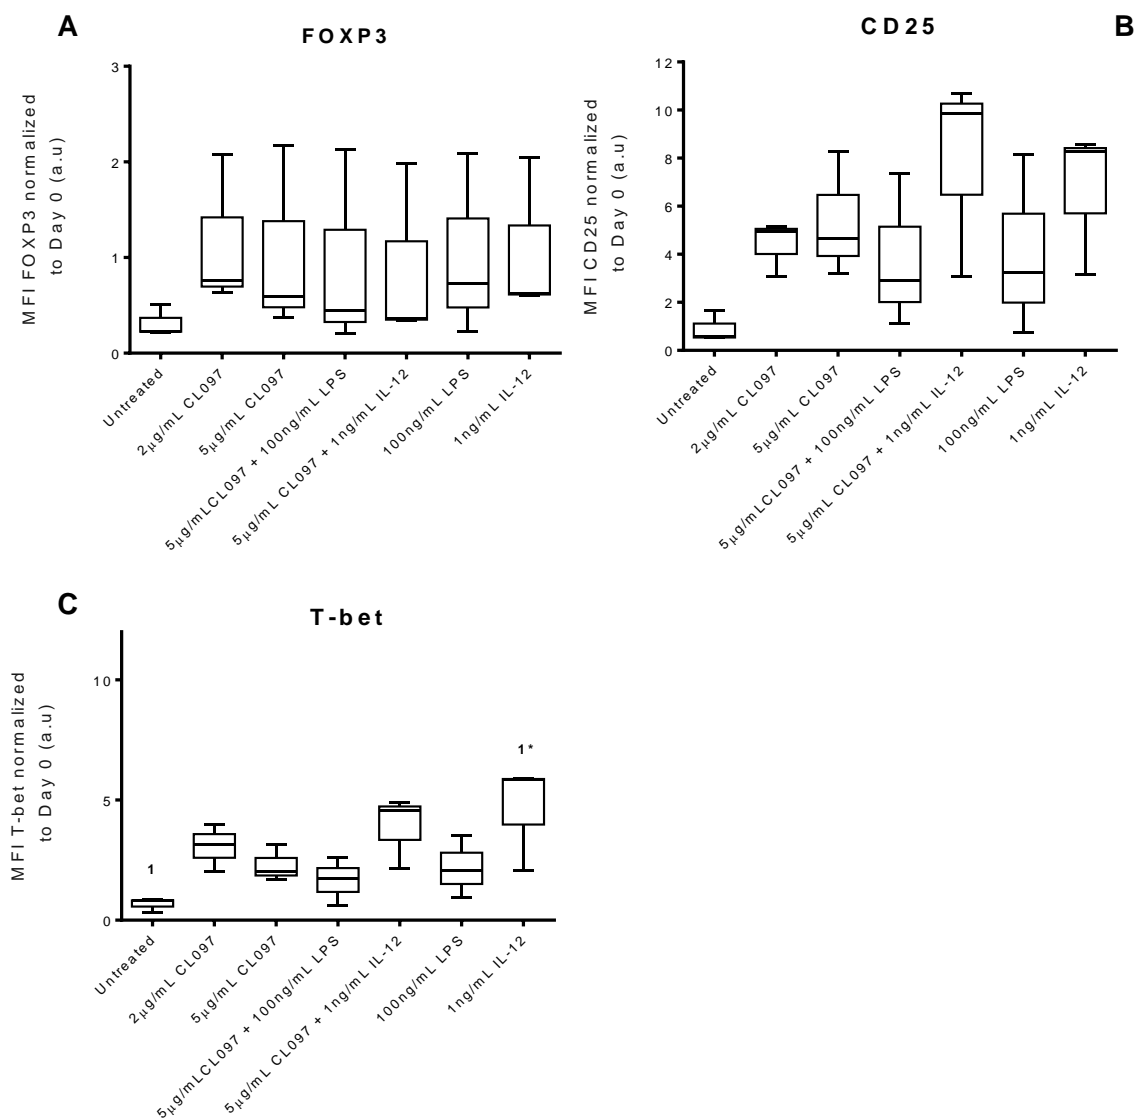 A
FOXP3
MFI FOXP3 normalized
to Day 0 (a.u)
3
2
1
0
Untreated
2μg/mL CL097
5μg/mL CL097
5μg/mLCL097 + 100ng/mL LPS
5μg/mL CL097 + 1ng/mL IL-12
100ng/mL LPS
1ng/mL IL-12
CD25
B
MFI CD25 normalized
to Day 0 (a.u)
12
10
8
6
4
2
0
Untreated
2μg/mL CL097
5μg/mL CL097
5μg/mLCL097 + 100ng/mL LPS
5μg/mL CL097 + 1ng/mL IL-12
100ng/mL LPS
1ng/mL IL-12
C
T-bet
MFI T-bet normalized
to Day 0 (a.u)
10
5
0
1
1*
Untreated
2μg/mL CL097
5μg/mL CL097
5μg/mLCL097 + 100ng/mL LPS
5μg/mL CL097 + 1ng/mL IL-12
100ng/mL LPS
1ng/mL IL-12